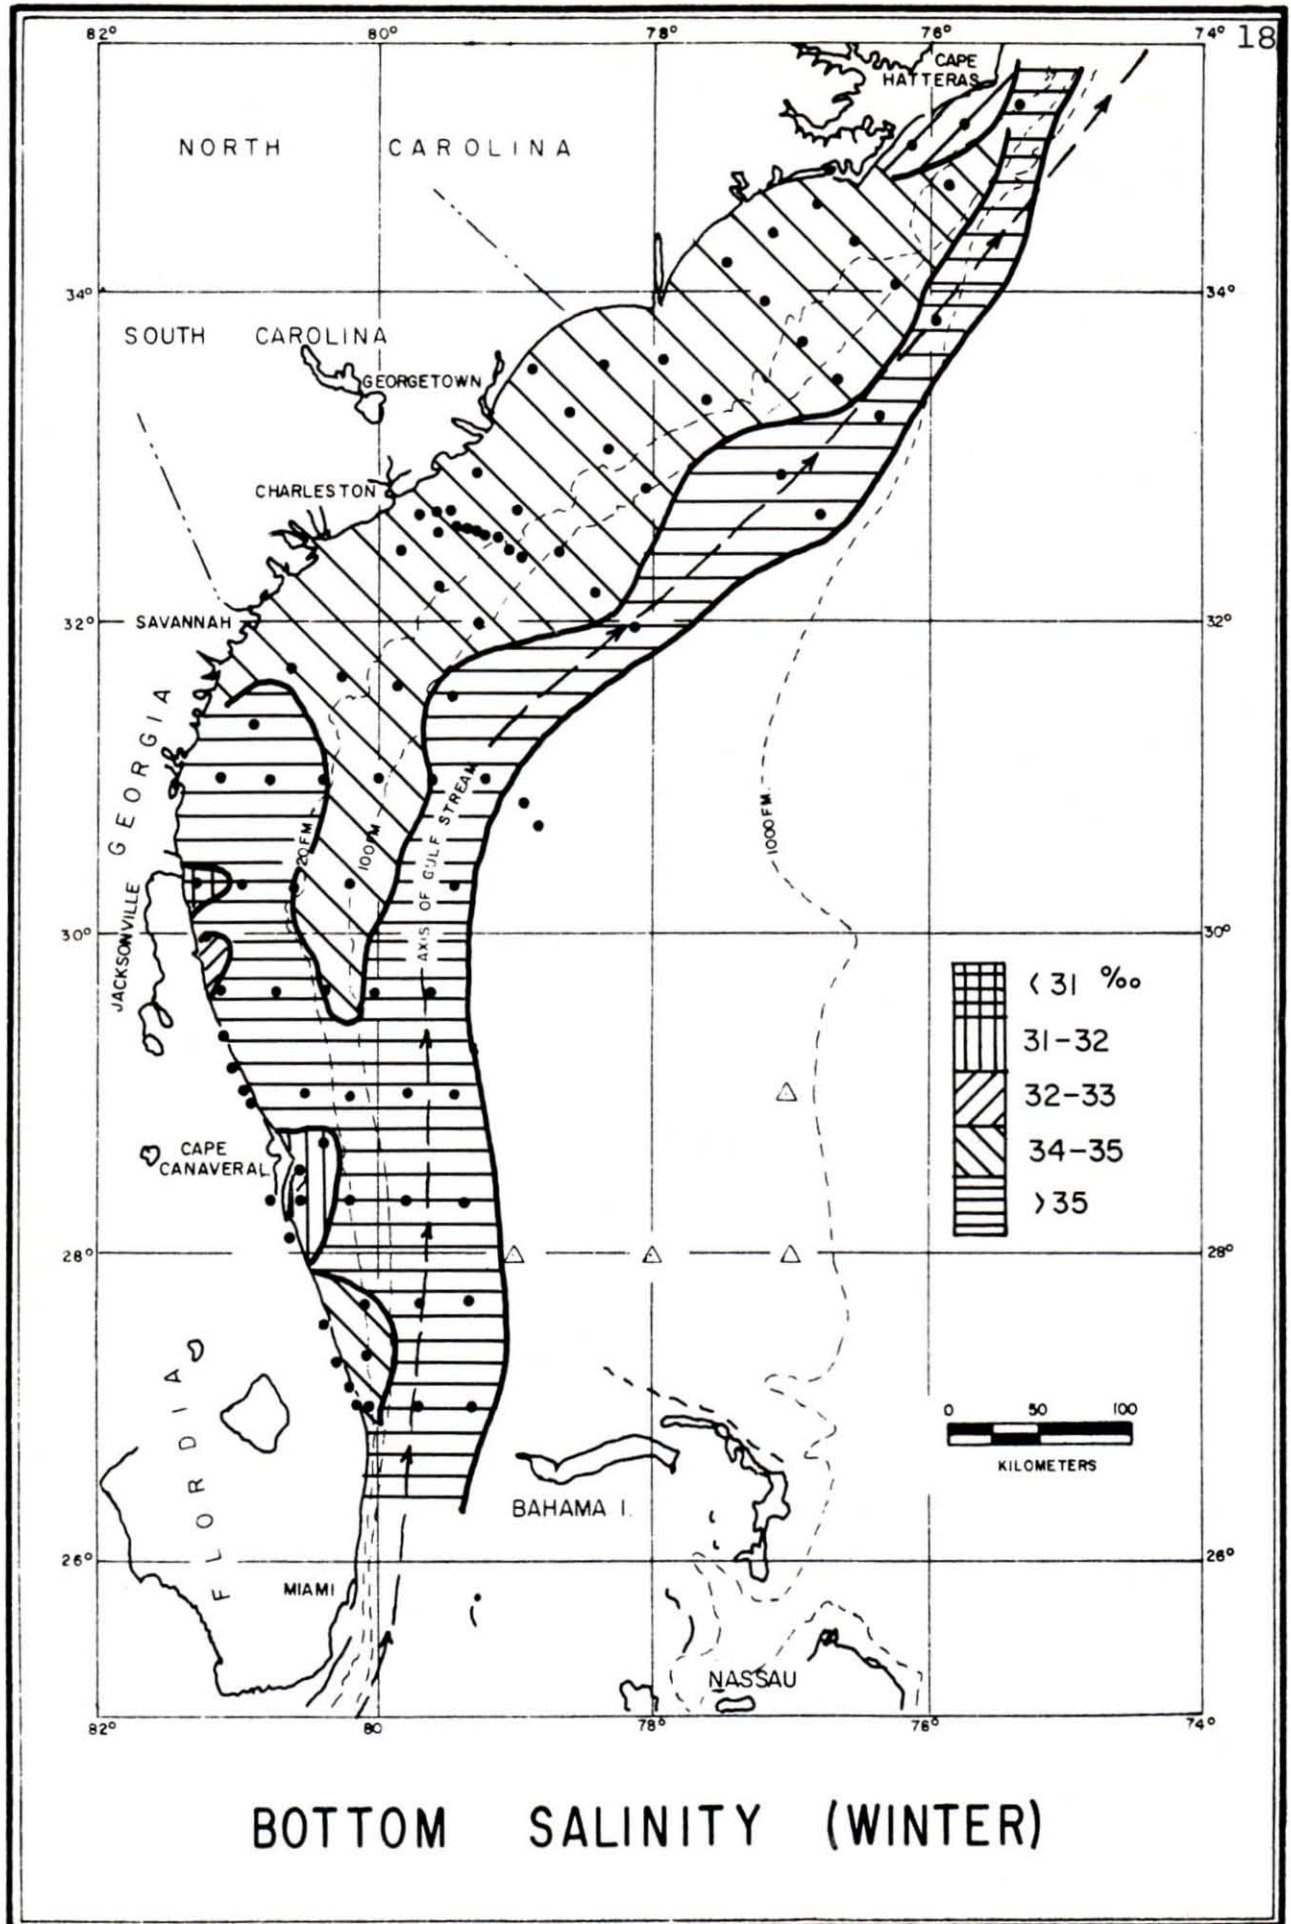 82° 80° 78° 76° 74° 18
CAPE
HATTERAS
NORTH CAROLINA
34° 34°
SOUTH CAROLINA
GEORGETOWN
CHARLESTON
32° SAVANNAH 32°
GEORGIA
AXIS OF GULF STREAM
20 FM
100 FM
1000 FM.
JACKSONVILLE
30° 30°
< 31 ‰
31-32
32-33
34-35
>35
CAPE
CANAVERAL
28° 28°
FLORDIA
0 50 100
KILOMETERS
BAHAMA I.
26° 26°
MIAMI
NASSAU
82° 80 78° 76° 74°
BOTTOM SALINITY (WINTER)